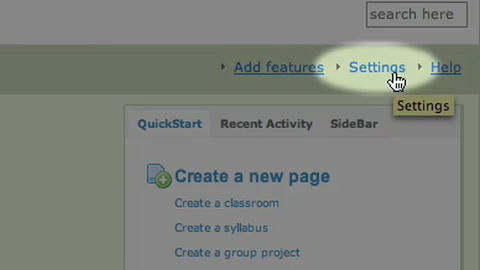 search here
Add features Settings Help
Settings
QuickStart Recent Activity SideBar
Create a new page
Create a classroom
Create a syllabus
Create a group project